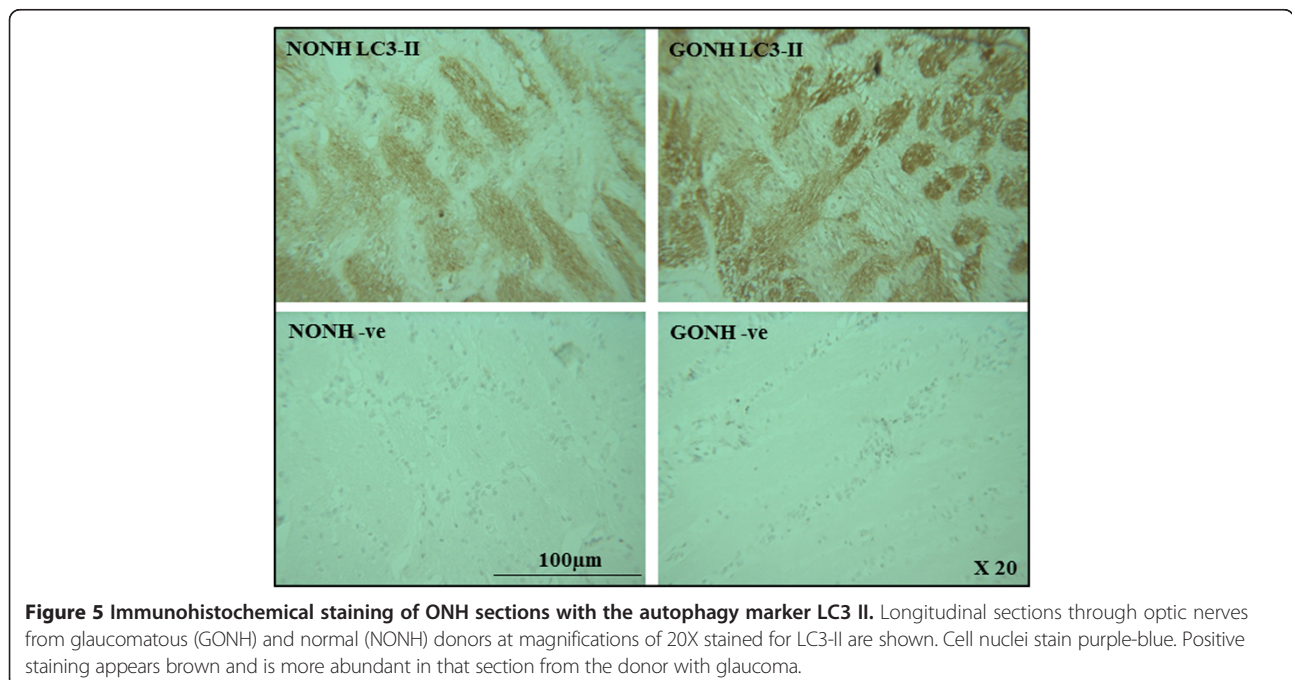 NONH LC3-II
GONH LC3-II
NONH -ve
GONH -ve
100µm
X 20
Figure 5 Immunohistochemical staining of ONH sections with the autophagy marker LC3 II. Longitudinal sections through optic nerves
from glaucomatous (GONH) and normal (NONH) donors at magnifications of 20X stained for LC3-II are shown. Cell nuclei stain purple-blue. Positive
staining appears brown and is more abundant in that section from the donor with glaucoma.